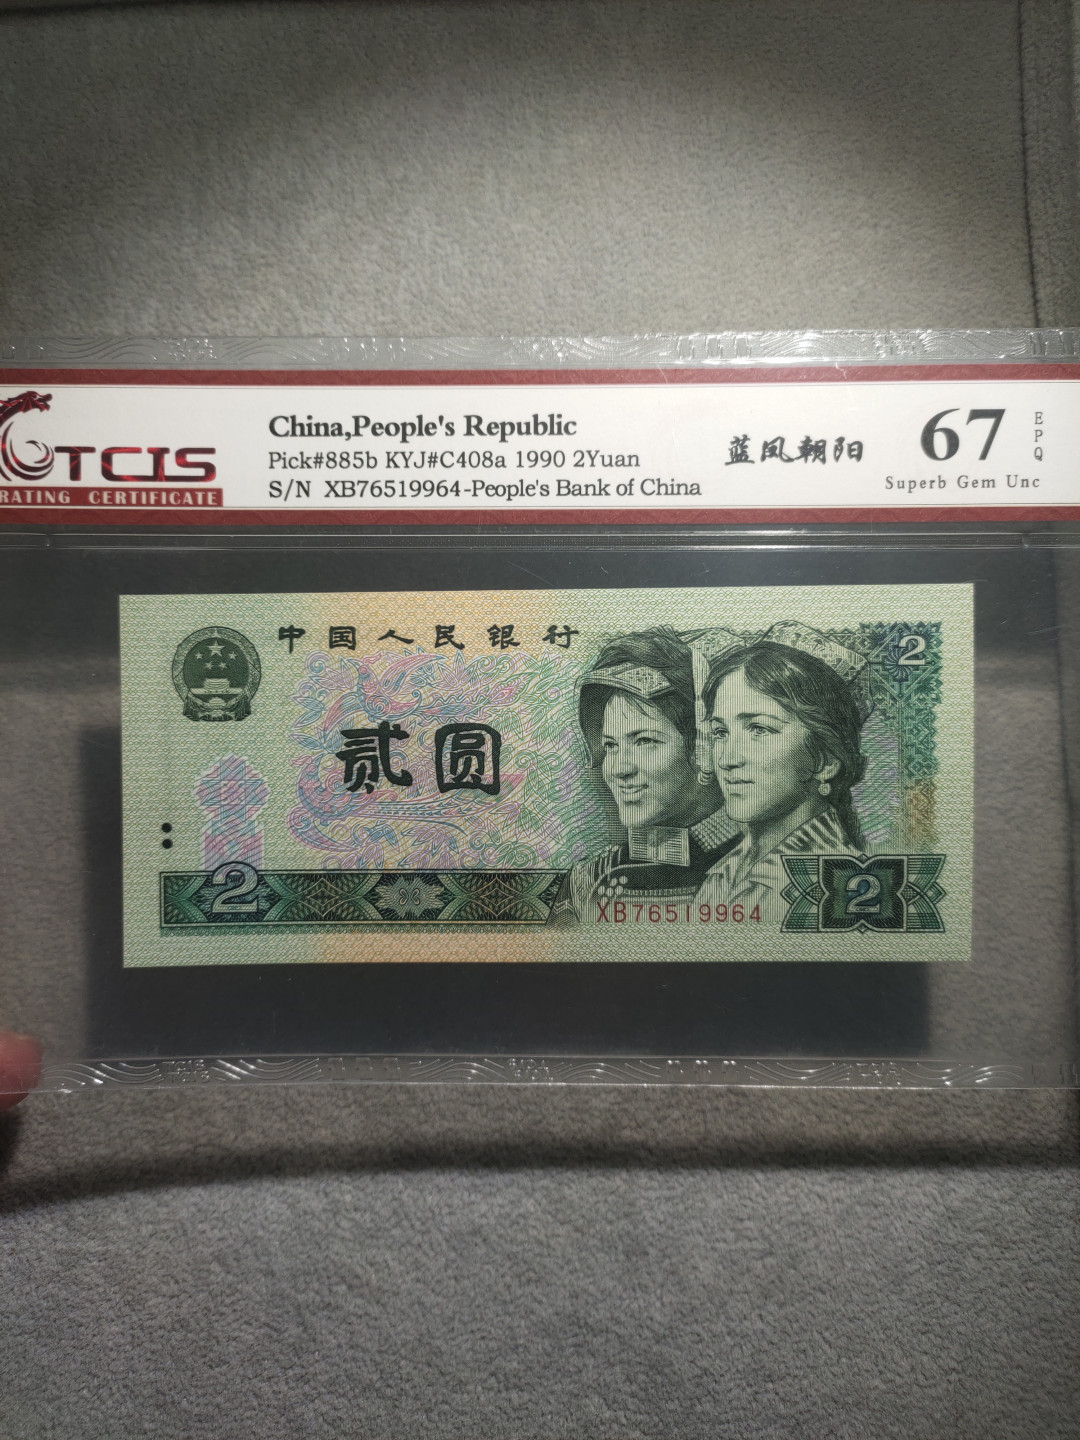 TCIS
RATING CERTIFICATE
China,People's Republic
Pick#885b KYJ#C408a 1990 2Yuan
S/N XB76519964-People's Bank of China
蓝凤朝阳
67
EPQ
Superb Gem Unc
中国人民银行
2
贰圆
2
2
XB76519964